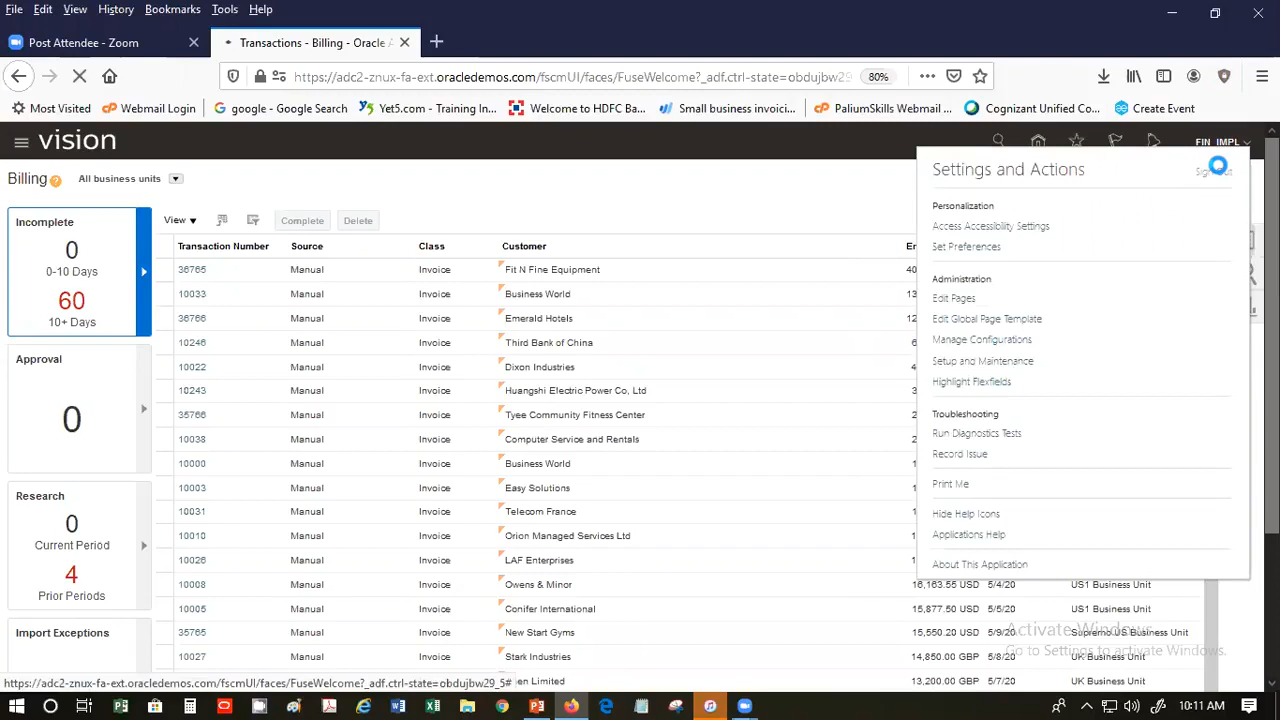 File Edit View History Bookmarks Tools Help
Post Attendee - Zoom
Transactions - Billing - Oracle A
https://adc2-znux-fa-ext.oracledemos.com/fscmUI/faces/FuseWelcome?_adf.ctrl-state=obdujbw29 80%
Most Visited Webmail Login google - Google Search Yet5.com - Training In... Welcome to HDFC Ba... Small business invoici... PaliumSkills Webmail ... Cognizant Unified Co... Create Event
vision FIN_IMPL
Billing All business units
View Complete Delete
Transaction Number Source Class Customer
36765 Manual Invoice Fit N Fine Equipment 40
10033 Manual Invoice Business World 13
36766 Manual Invoice Emerald Hotels 12
10246 Manual Invoice Third Bank of China 6
10022 Manual Invoice Dixon Industries 4
10243 Manual Invoice Huangshi Electric Power Co, Ltd
35766 Manual Invoice Tyee Community Fitness Center
10038 Manual Invoice Computer Service and Rentals
10000 Manual Invoice Business World
10003 Manual Invoice Easy Solutions
10031 Manual Invoice Telecom France
10010 Manual Invoice Orion Managed Services Ltd
10026 Manual Invoice LAF Enterprises
10008 Manual Invoice Owens & Minor 16,163.55 USD 5/4/20 US1 Business Unit
10005 Manual Invoice Conifer International 15,877.50 USD 5/5/20 US1 Business Unit
35765 Manual Invoice New Start Gyms 15,550.20 USD 5/9/20 Supremo US Business Unit
10027 Manual Invoice Stark Industries 14,850.00 GBP 5/8/20 UK Business Unit
Limited 13,200.00 GBP 5/7/20 UK Business Unit
Incomplete
0
0-10 Days
60
10+ Days
Approval
0
Research
0
Current Period
4
Prior Periods
Import Exceptions
Settings and Actions
Personalization
Access Accessibility Settings
Set Preferences
Administration
Edit Pages
Edit Global Page Template
Manage Configurations
Setup and Maintenance
Highlight Flexfields
Troubleshooting
Run Diagnostics Tests
Record Issue
Print Me
Hide Help Icons
Applications Help
About This Application
Activate Windows
Go to Settings to activate Windows.
https://adc2-znux-fa-ext.oracledemos.com/fscmUI/faces/FuseWelcome?_adf.ctrl-state=obdujbw29_5#
10:11 AM